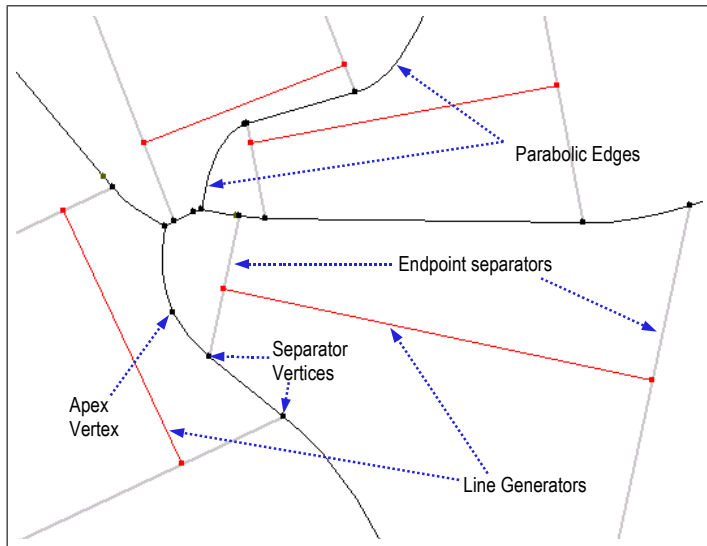 Parabolic Edges
Endpoint separators
Separator
Vertices
Apex
Vertex
Line Generators